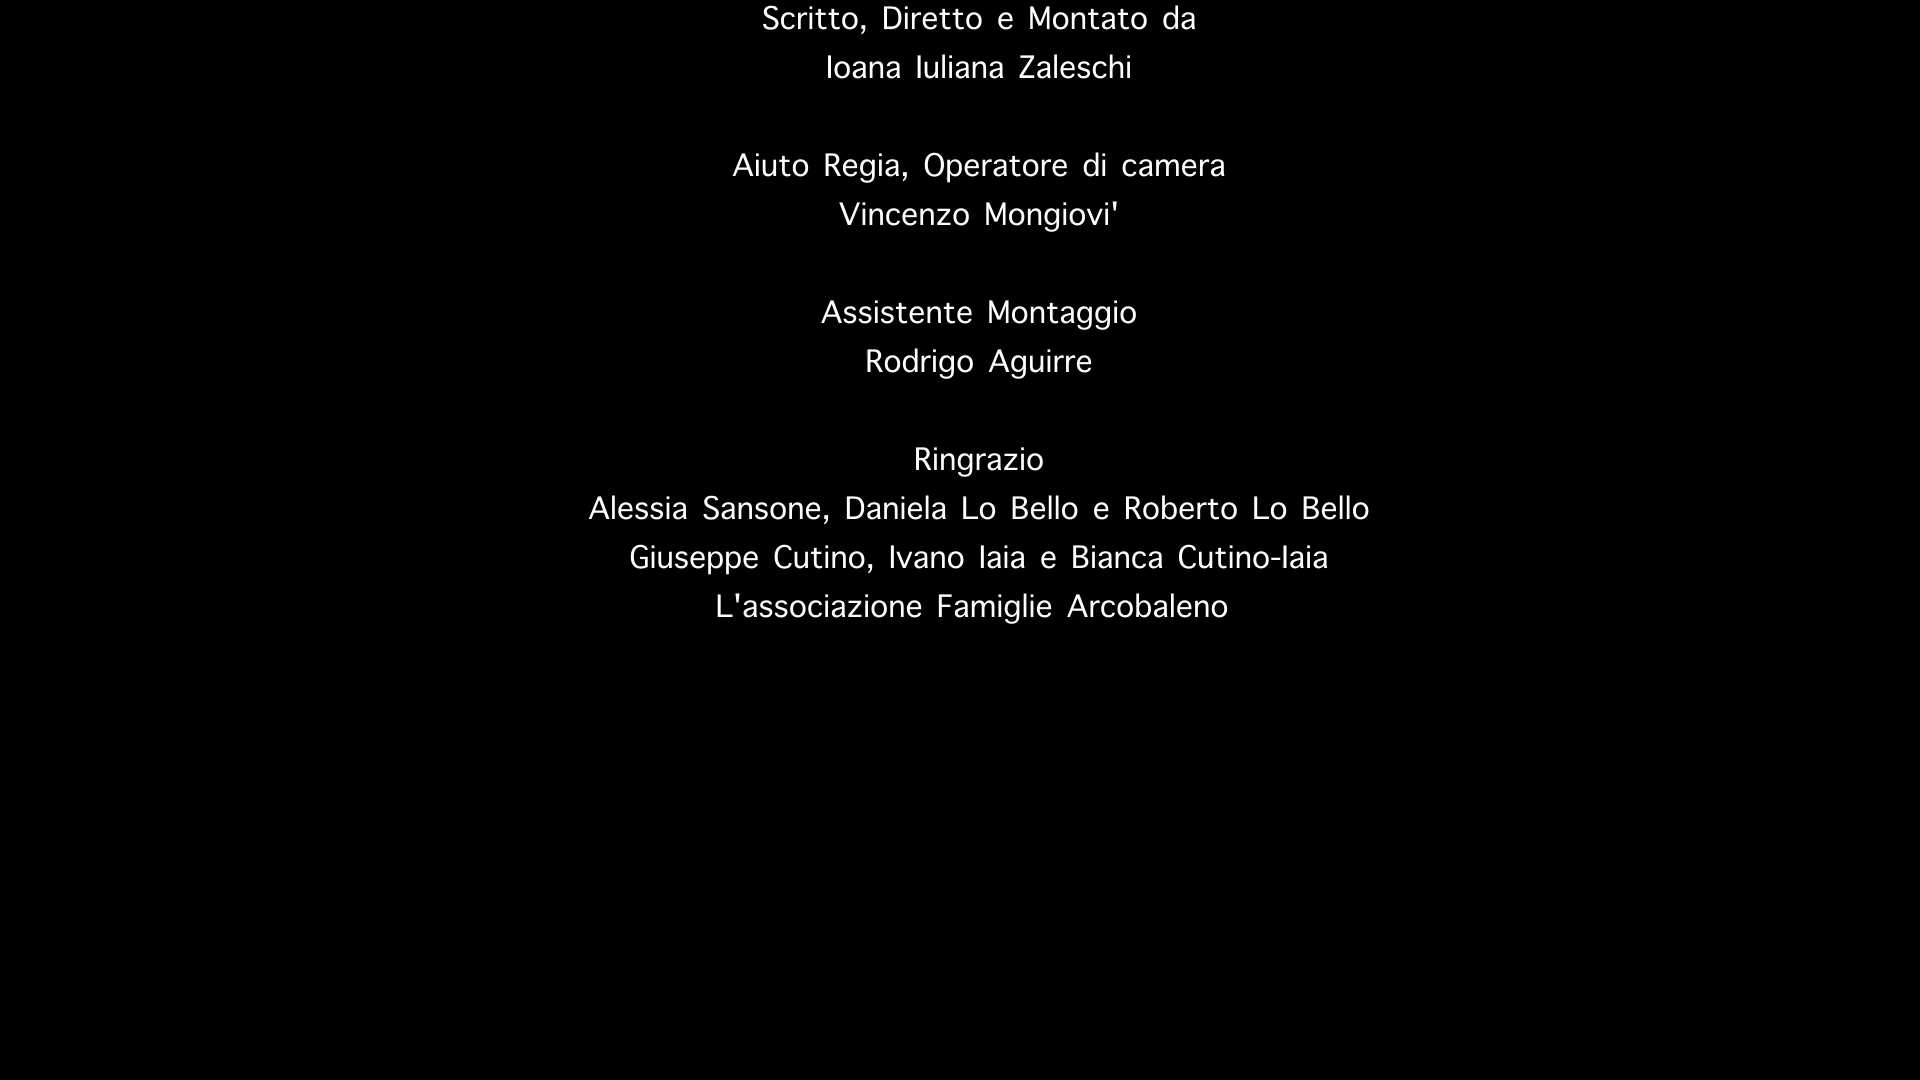 Scritto, Diretto e Montato da
Ioana Iuliana Zaleschi
Aiuto Regia, Operatore di camera
Vincenzo Mongiovi'
Assistente Montaggio
Rodrigo Aguirre
Ringrazio
Alessia Sansone, Daniela Lo Bello e Roberto Lo Bello
Giuseppe Cutino, Ivano Iaia e Bianca Cutino-Iaia
L'associazione Famiglie Arcobaleno